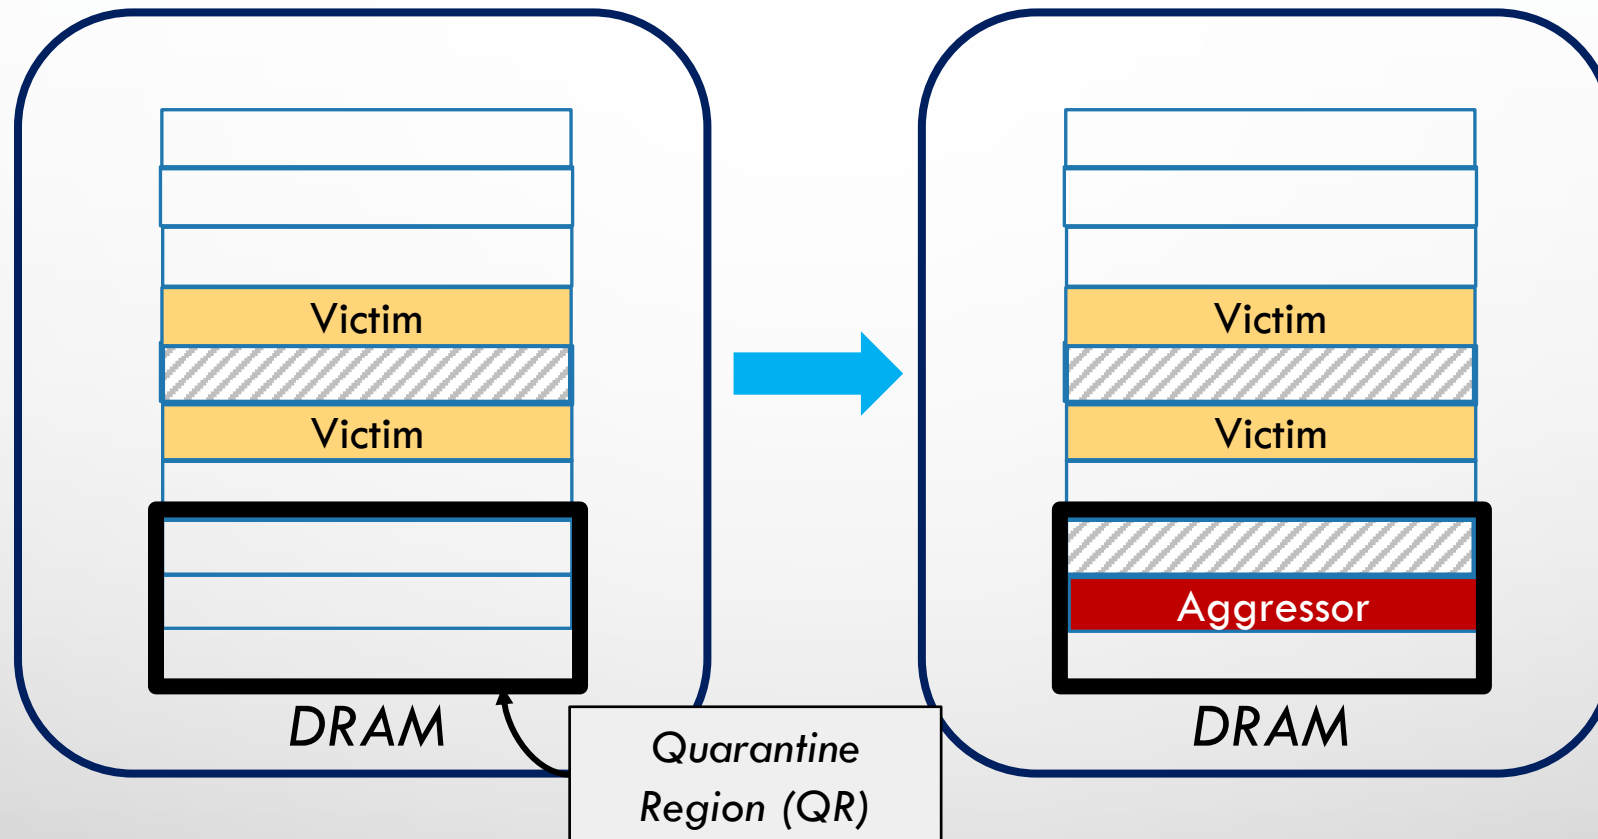 Victim
Victim
DRAM
Quarantine
Region (QR)
Victim
Victim
Aggressor
DRAM